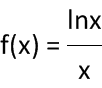 f(x) = lnx / x